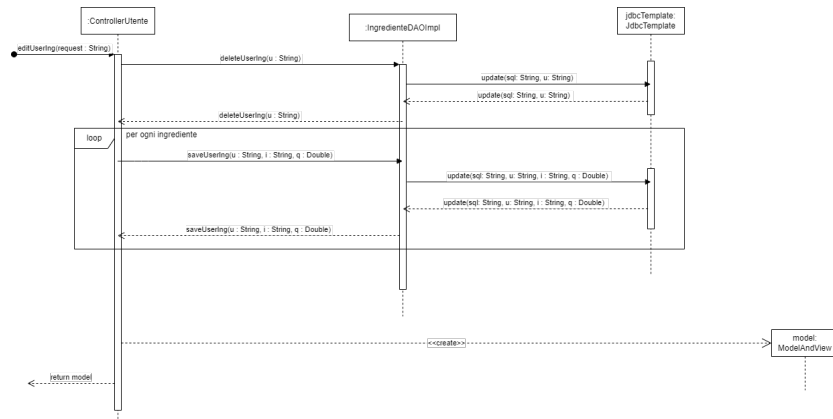 :ControllerUtente
:IngredienteDAOImpl
jdbcTemplate:
JdbcTemplate
editUserIng(request : String)
deleteUserIng(u : String)
update(sql: String, u: String)
update(sql: String, u: String)
deleteUserIng(u : String)
loop
per ogni ingrediente
saveUserIng(u : String, i : String, q : Double)
update(sql: String, u: String, i : String, q : Double)
update(sql: String, u: String, i : String, q : Double)
saveUserIng(u : String, i : String, q : Double)
<<create>>
model:
ModelAndView
return model